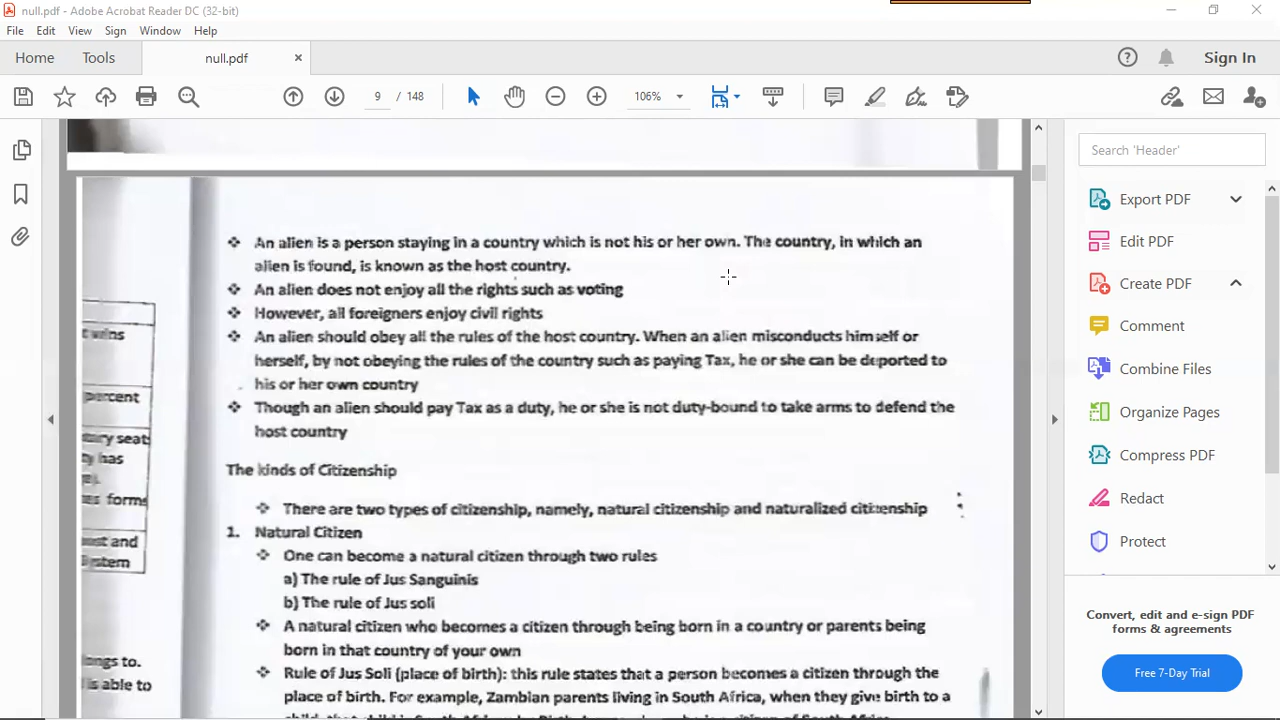 null.pdf - Adobe Acrobat Reader DC (32-bit)
File Edit View Sign Window Help
Home Tools null.pdf Sign In
9 / 148 106%
Search 'Header'
Export PDF
Edit PDF
Create PDF
Comment
Combine Files
Organize Pages
Compress PDF
Redact
Protect
Convert, edit and e-sign PDF
forms & agreements
Free 7-Day Trial
An alien is a person staying in a country which is not his or her own. The country, in which an
alien is found, is known as the host country.
An alien does not enjoy all the rights such as voting
However, all foreigners enjoy civil rights
An alien should obey all the rules of the host country. When an alien misconducts himself or
herself, by not obeying the rules of the country such as paying Tax, he or she can be deported to
his or her own country
Though an alien should pay Tax as a duty, he or she is not duty-bound to take arms to defend the
host country
The kinds of Citizenship
There are two types of citizenship, namely, natural citizenship and naturalized citizenship
1. Natural Citizen
One can become a natural citizen through two rules
a) The rule of Jus Sanguinis
b) The rule of Jus soli
A natural citizen who becomes a citizen through being born in a country or parents being
born in that country of your own
Rule of Jus Soli (place of birth): this rule states that a person becomes a citizen through the
place of birth. For example, Zambian parents living in South Africa, when they give birth to a
wins
percent
seat
has
forms
and
system
to.
is able to